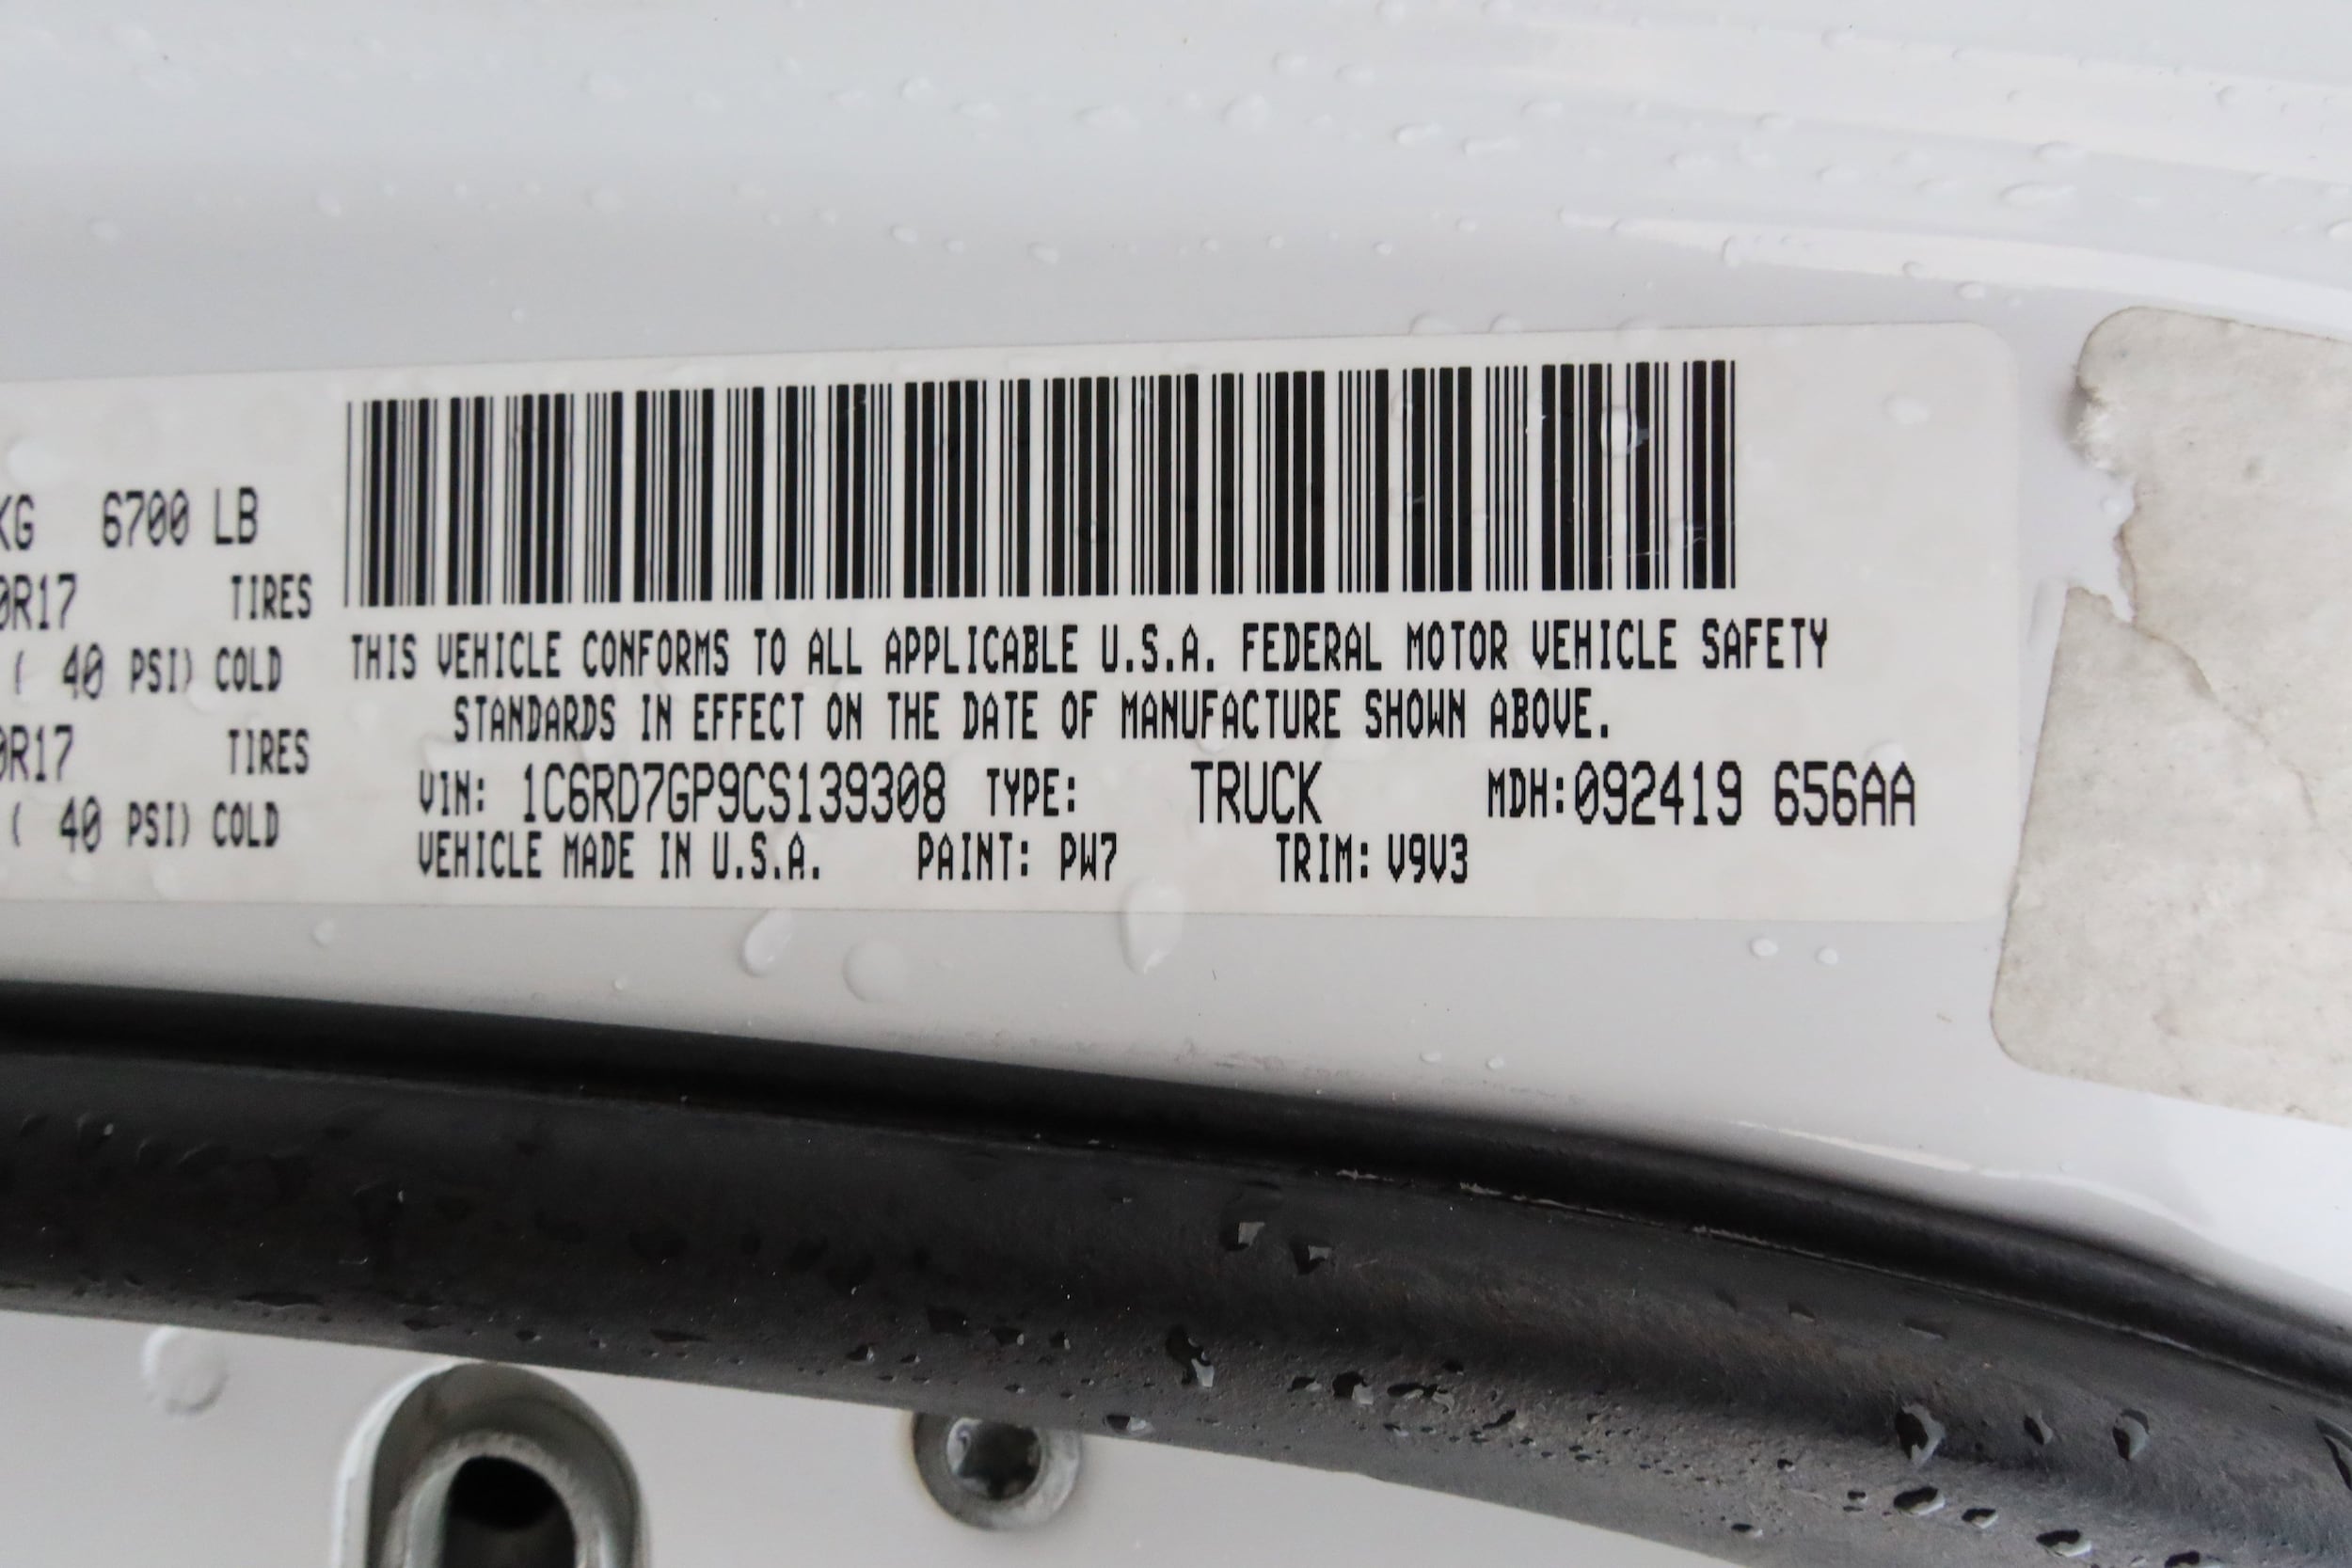 KG 6700 LB
0R17 TIRES
( 40 PSI) COLD
0R17 TIRES
( 40 PSI) COLD
THIS VEHICLE CONFORMS TO ALL APPLICABLE U.S.A. FEDERAL MOTOR VEHICLE SAFETY
STANDARDS IN EFFECT ON THE DATE OF MANUFACTURE SHOWN ABOVE.
VIN: 1C6RD7GP9CS139308 TYPE: TRUCK MDH:092419 656AA
VEHICLE MADE IN U.S.A. PAINT: PW7 TRIM: V9V3